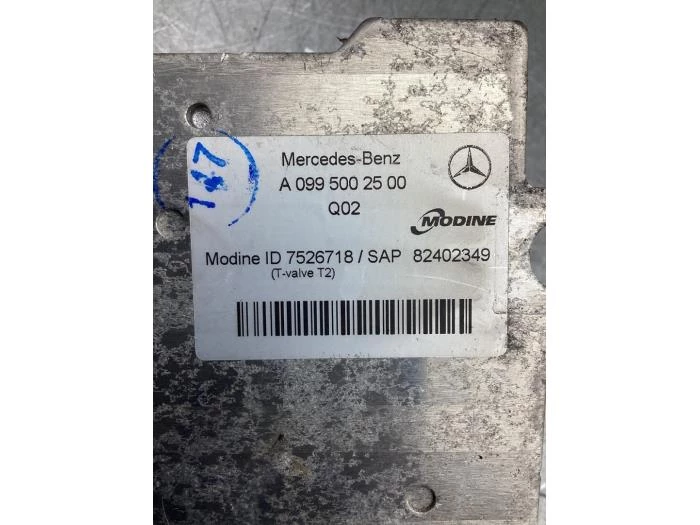 Mercedes-Benz
A 099 500 25 00
Q02
MODINE
Modine ID 7526718 / SAP 82402349
(T-valve T2)
147